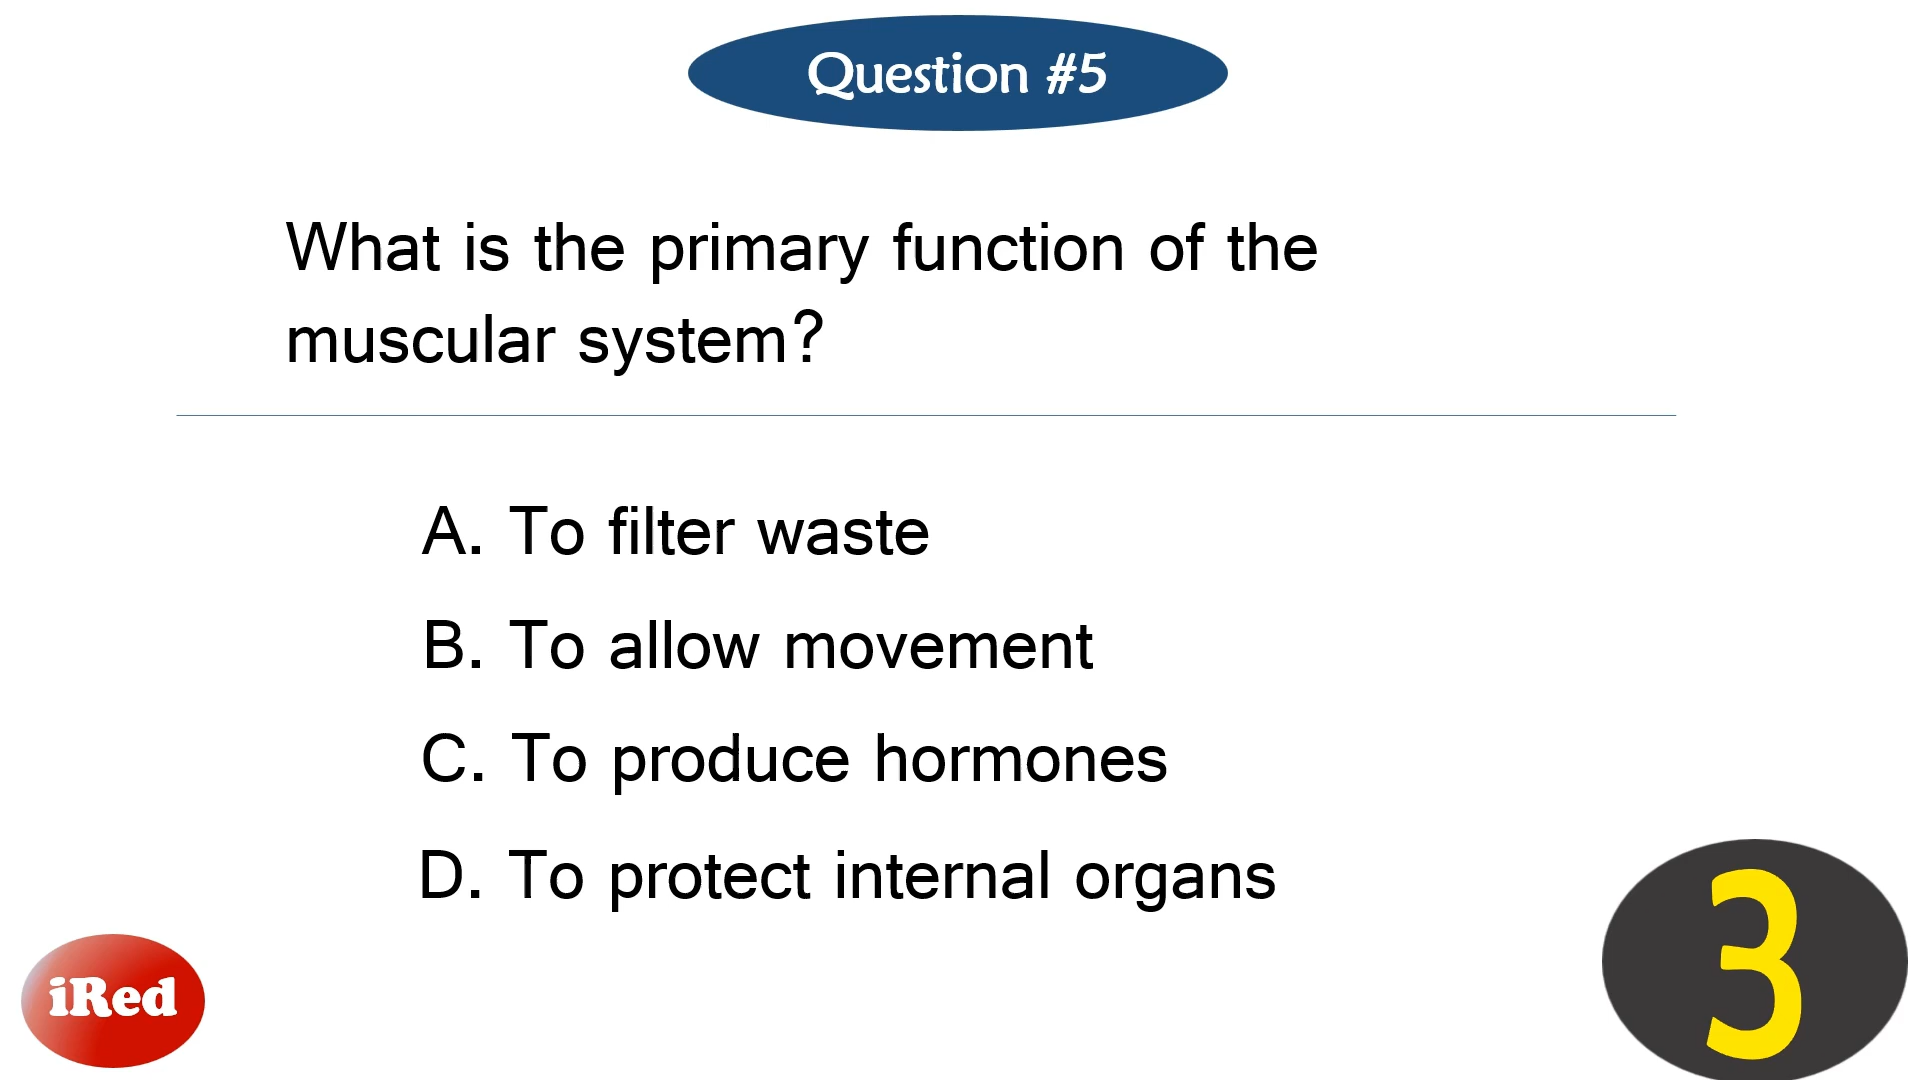 Question #5
What is the primary function of the
muscular system?
A. To filter waste
B. To allow movement
C. To produce hormones
D. To protect internal organs
iRed
3